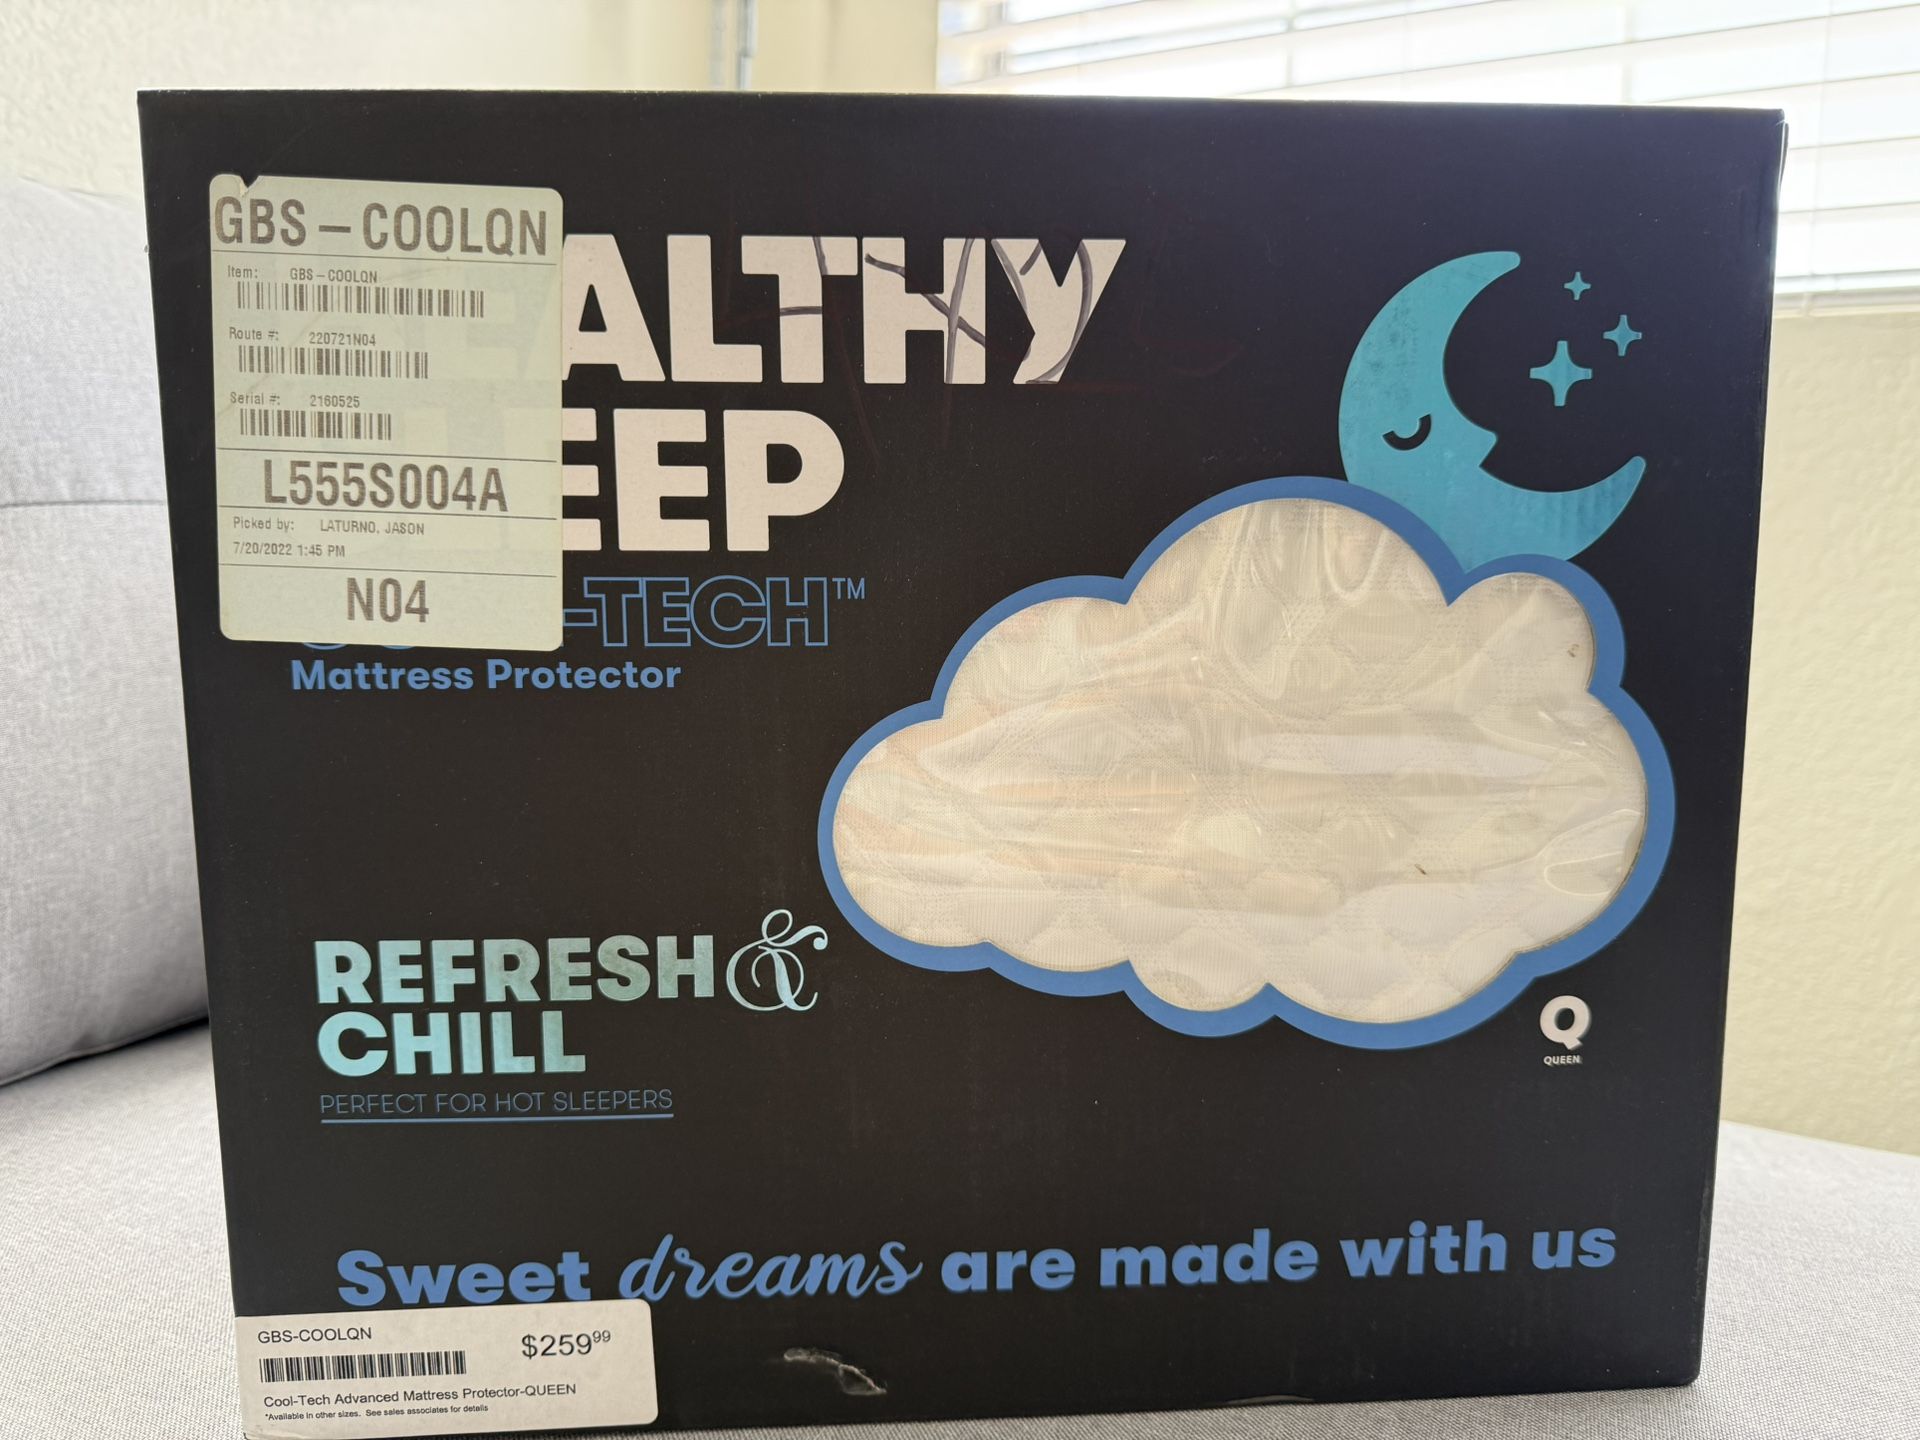 GBS-COOLQN
Item: GBS-COOLQN
Route #: 220721N04
Serial #: 2160525
L555S004A
Picked by: LATURNO, JASON
7/20/2022 1:45 PM
N04
ALTHY
EEP
-TECH™
Mattress Protector
REFRESH &
CHILL
PERFECT FOR HOT SLEEPERS
Q
QUEEN
Sweet dreams are made with us
GBS-COOLQN
$259⁹⁹
Cool-Tech Advanced Mattress Protector-QUEEN
*Available in other sizes. See sales associates for details